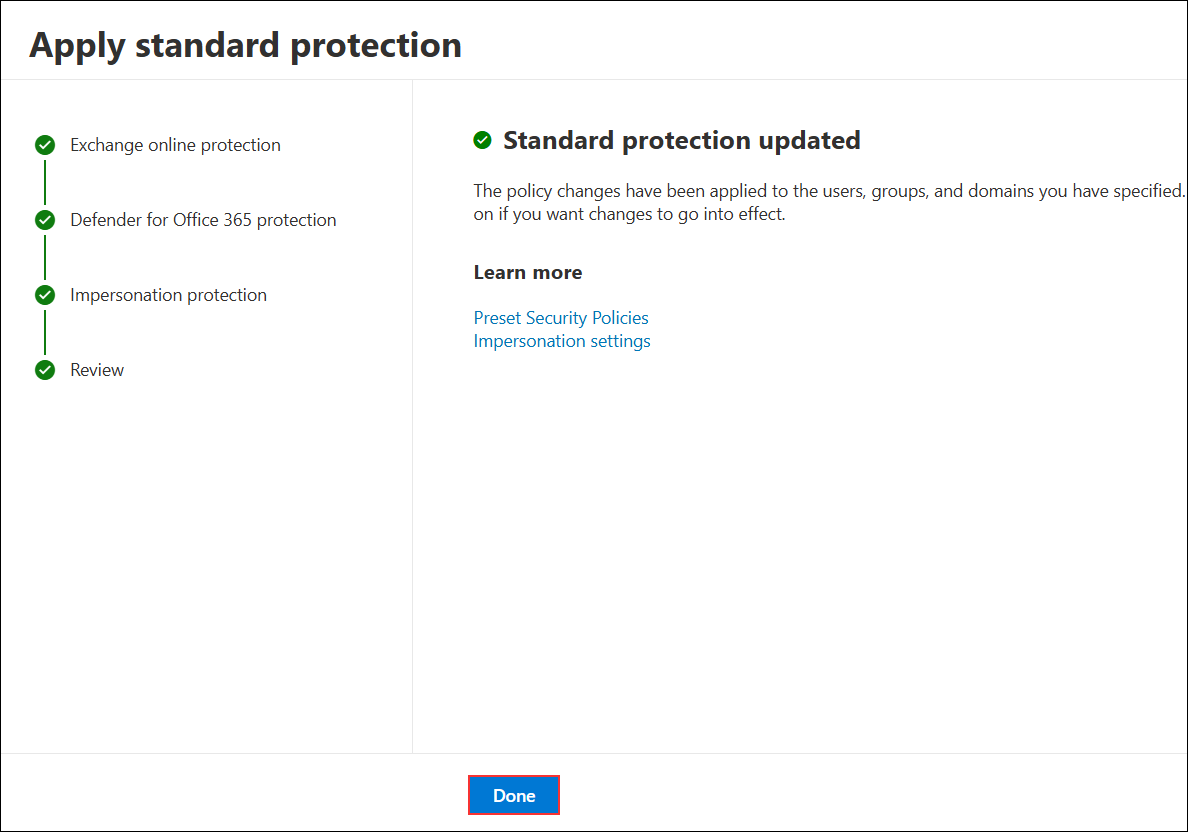 Apply standard protection
Exchange online protection
Defender for Office 365 protection
Impersonation protection
Review
Standard protection updated
The policy changes have been applied to the users, groups, and domains you have specified.
on if you want changes to go into effect.
Learn more
Preset Security Policies
Impersonation settings
Done